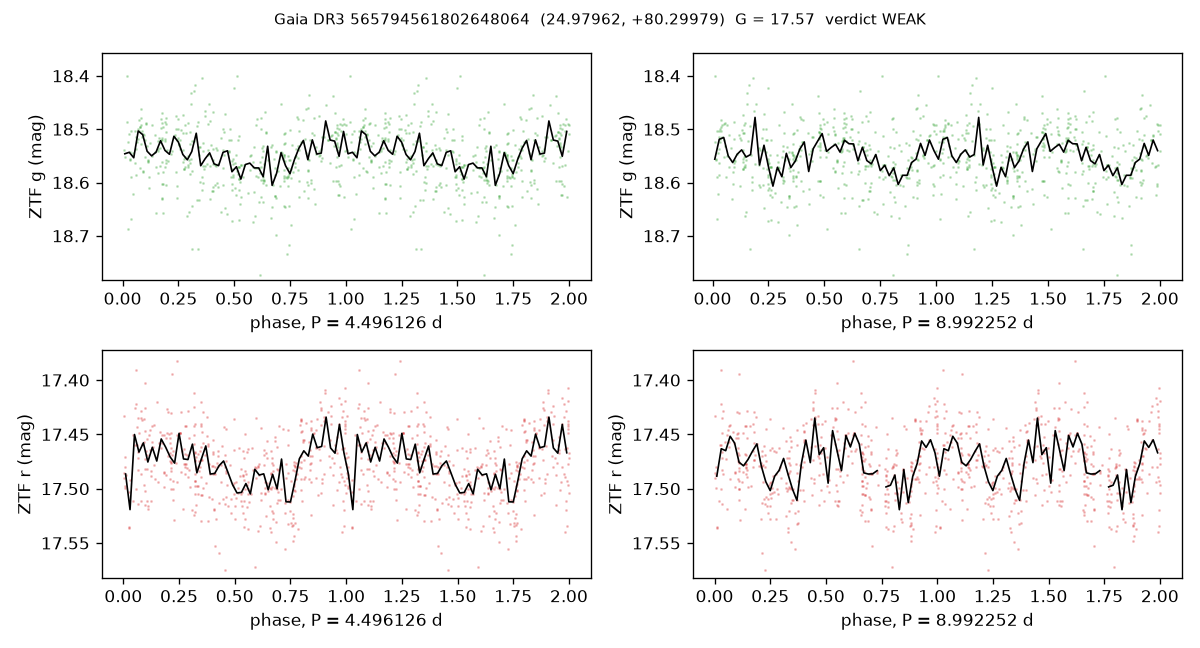 Gaia DR3 565794561802648064 (24.97962, +80.29979) G = 17.57 verdict WEAK
ZTF g (mag)
18.4
18.5
18.6
18.7
0.00 0.25 0.50 0.75 1.00 1.25 1.50 1.75 2.00
phase, P = 4.496126 d
ZTF g (mag)
18.4
18.5
18.6
18.7
0.00 0.25 0.50 0.75 1.00 1.25 1.50 1.75 2.00
phase, P = 8.992252 d
ZTF r (mag)
17.40
17.45
17.50
17.55
0.00 0.25 0.50 0.75 1.00 1.25 1.50 1.75 2.00
phase, P = 4.496126 d
ZTF r (mag)
17.40
17.45
17.50
17.55
0.00 0.25 0.50 0.75 1.00 1.25 1.50 1.75 2.00
phase, P = 8.992252 d